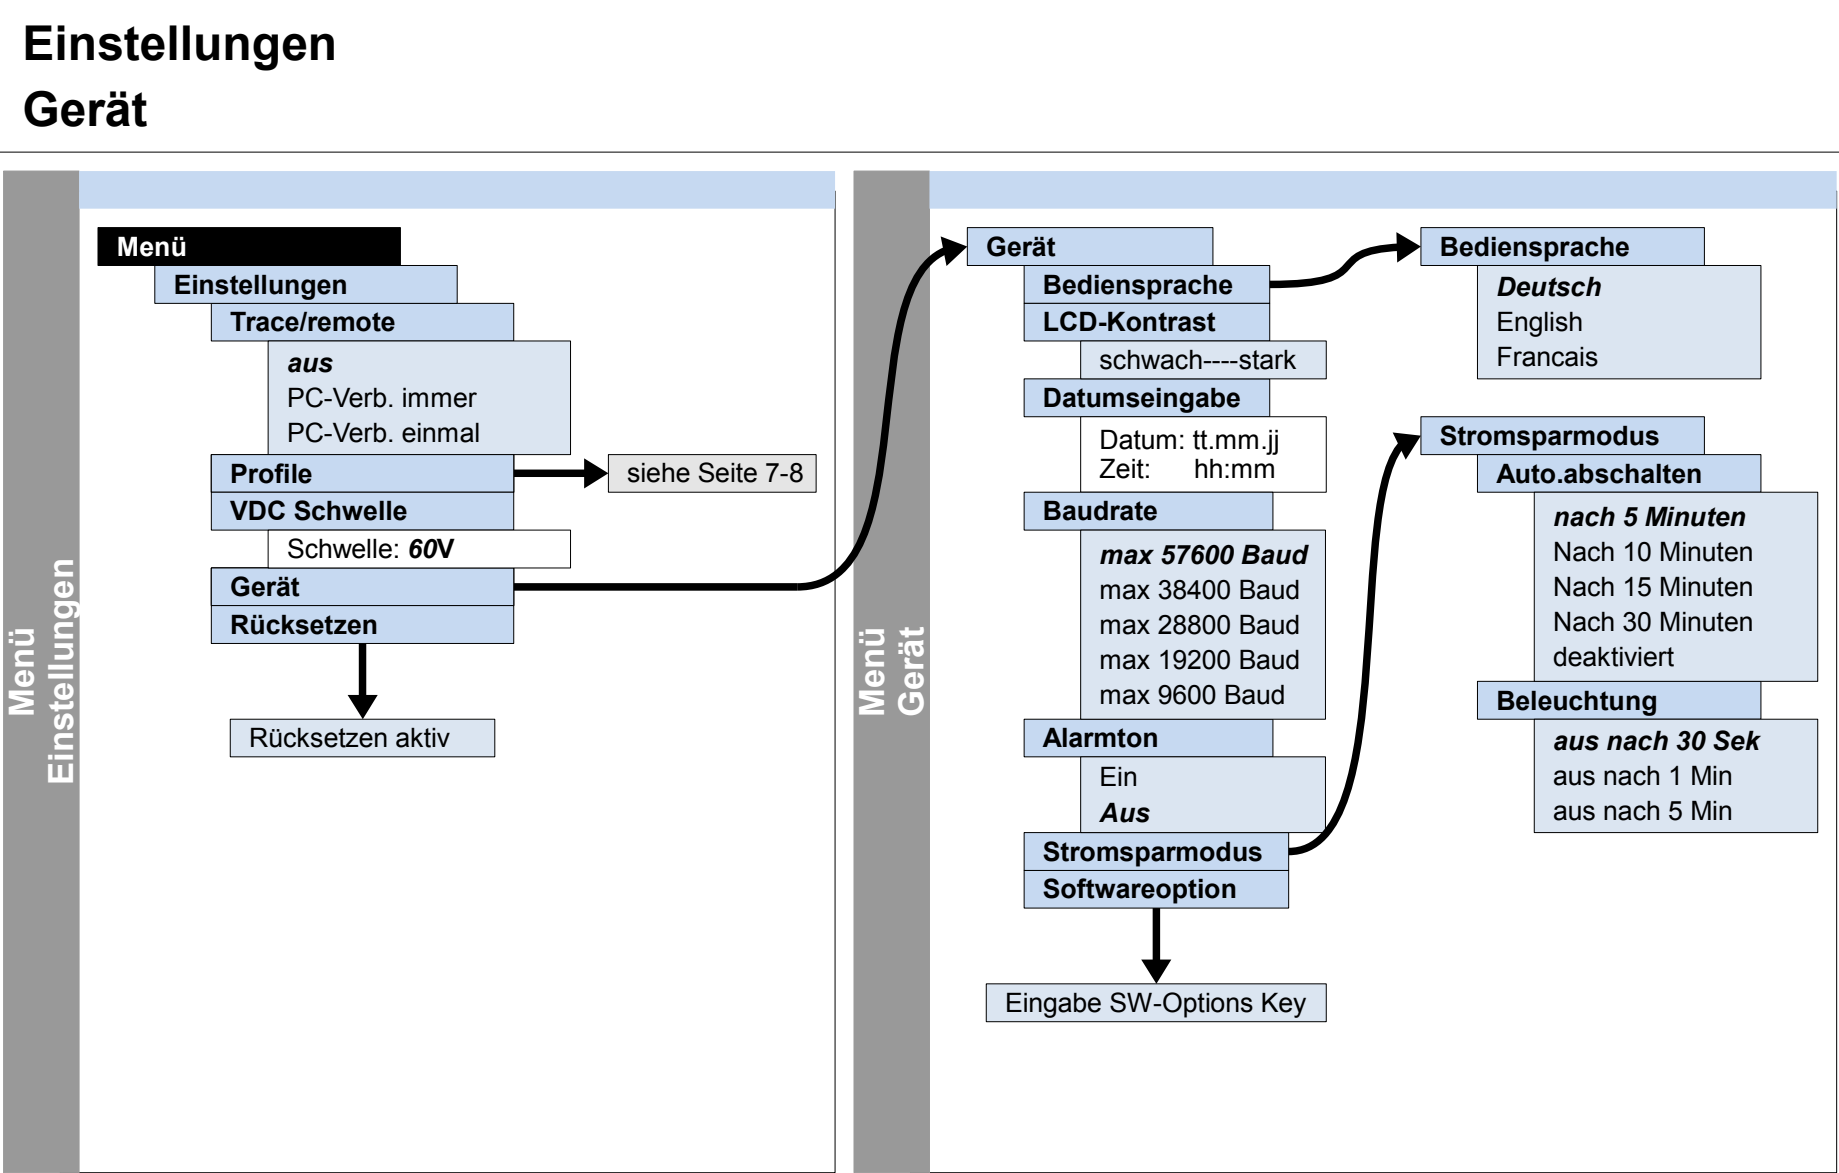 Einstellungen
Gerät
Menü
Einstellungen
Menü
Einstellungen
Trace/remote
aus
PC-Verb. immer
PC-Verb. einmal
Profile
siehe Seite 7-8
VDC Schwelle
Schwelle: 60V
Gerät
Rücksetzen
Rücksetzen aktiv
Menü
Gerät
Gerät
Bediensprache
LCD-Kontrast
schwach----stark
Datumseingabe
Datum: tt.mm.jj
Zeit: hh:mm
Baudrate
max 57600 Baud
max 38400 Baud
max 28800 Baud
max 19200 Baud
max 9600 Baud
Alarmton
Ein
Aus
Stromsparmodus
Softwareoption
Eingabe SW-Options Key
Bediensprache
Deutsch
English
Francais
Stromsparmodus
Auto.abschalten
nach 5 Minuten
Nach 10 Minuten
Nach 15 Minuten
Nach 30 Minuten
deaktiviert
Beleuchtung
aus nach 30 Sek
aus nach 1 Min
aus nach 5 Min